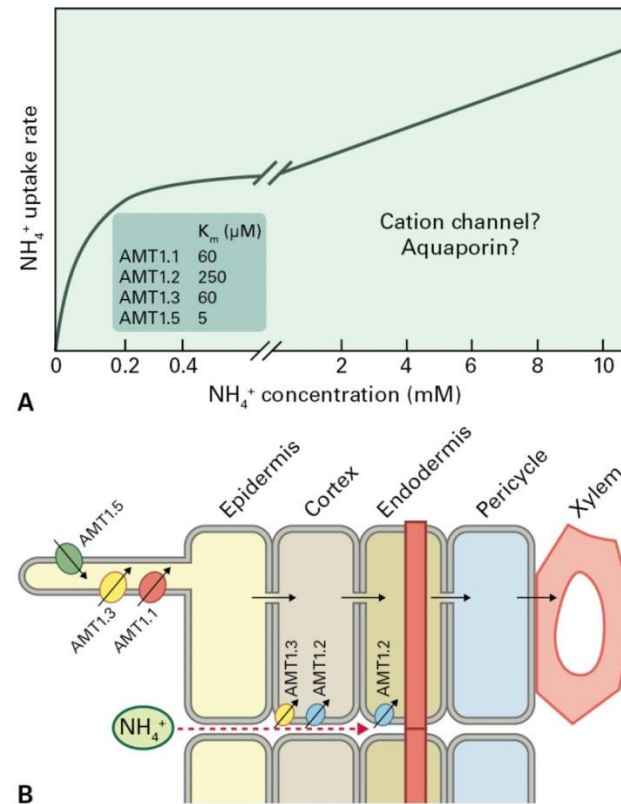 NH₄⁺ uptake rate
Kₘ (µM)
AMT1.1 60
AMT1.2 250
AMT1.3 60
AMT1.5 5
Cation channel?
Aquaporin?
0 0.2 0.4 2 4 6 8 10
NH₄⁺ concentration (mM)
A
Epidermis
Cortex
Endodermis
Pericycle
Xylem
AMT1.5
AMT1.3
AMT1.1
AMT1.3
AMT1.2
AMT1.2
NH₄⁺
B